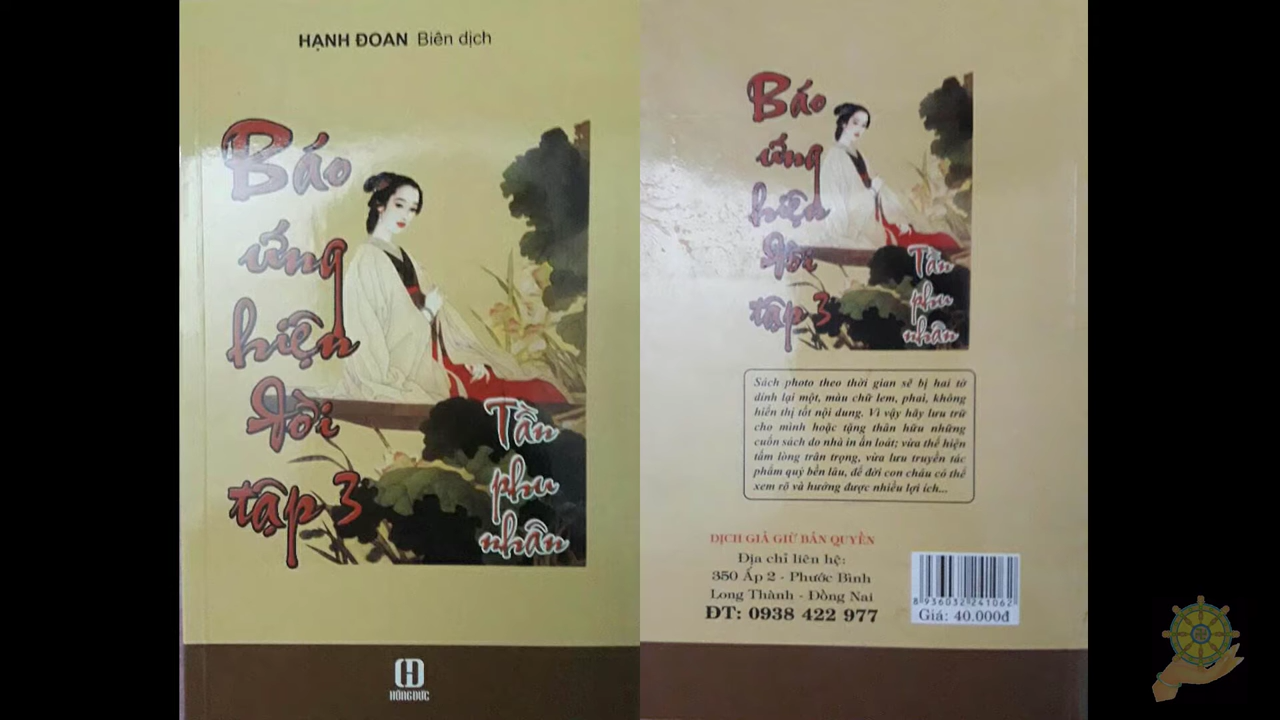 HẠNH ĐOAN Biên dịch
Báo
ứng
hiện
đời
tập 3
Tần
phu
nhân
HỒNG ĐỨC
Báo
ứng
hiện
đời
tập 3
Tần
phu
nhân
Sách photo theo thời gian sẽ bị hai tờ
dính lại một, màu chữ lem, phai, không
hiển thị tốt nội dung. Vì vậy hãy lưu trữ
cho mình hoặc tặng thân hữu những
cuốn sách do nhà in ấn loát; vừa thể hiện
tấm lòng trân trọng, vừa lưu truyền tác
phẩm quý bền lâu, để đời con cháu có thể
xem rõ và hưởng được nhiều lợi ích...
DỊCH GIẢ GIỮ BẢN QUYỀN
Địa chỉ liên hệ:
350 Ấp 2 - Phước Bình
Long Thành - Đồng Nai
ĐT: 0938 422 977
8 936032 241062
Giá: 40.000đ